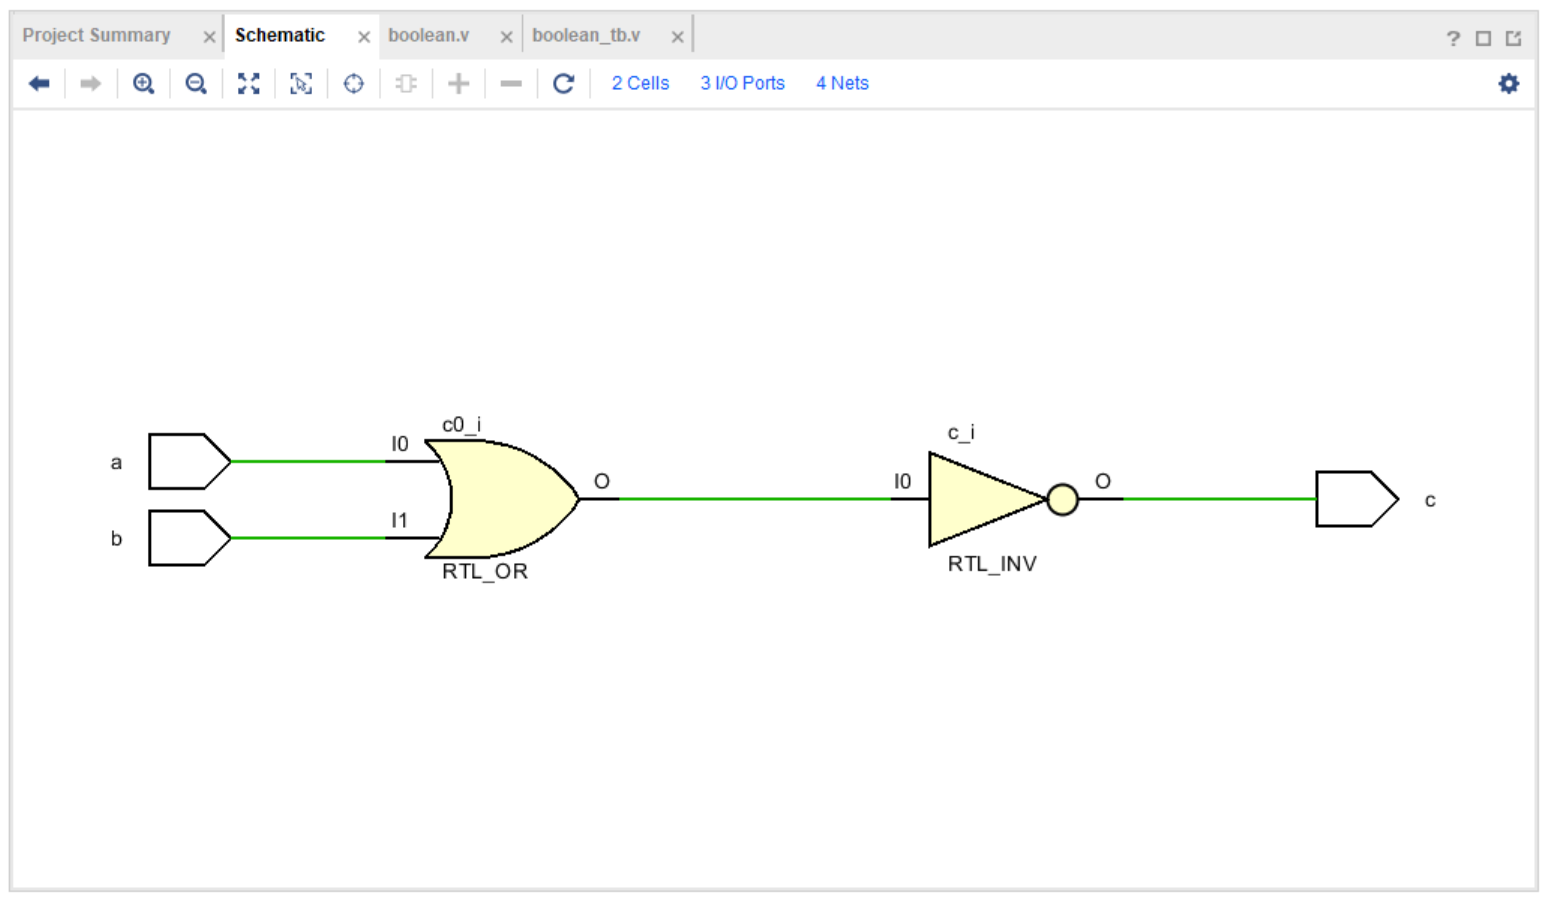 Project Summary × Schematic × boolean.v × boolean_tb.v ×
?
2 Cells 3 I/O Ports 4 Nets
c0_i
c_i
a I0
O I0 O
c
b I1
RTL_OR
RTL_INV